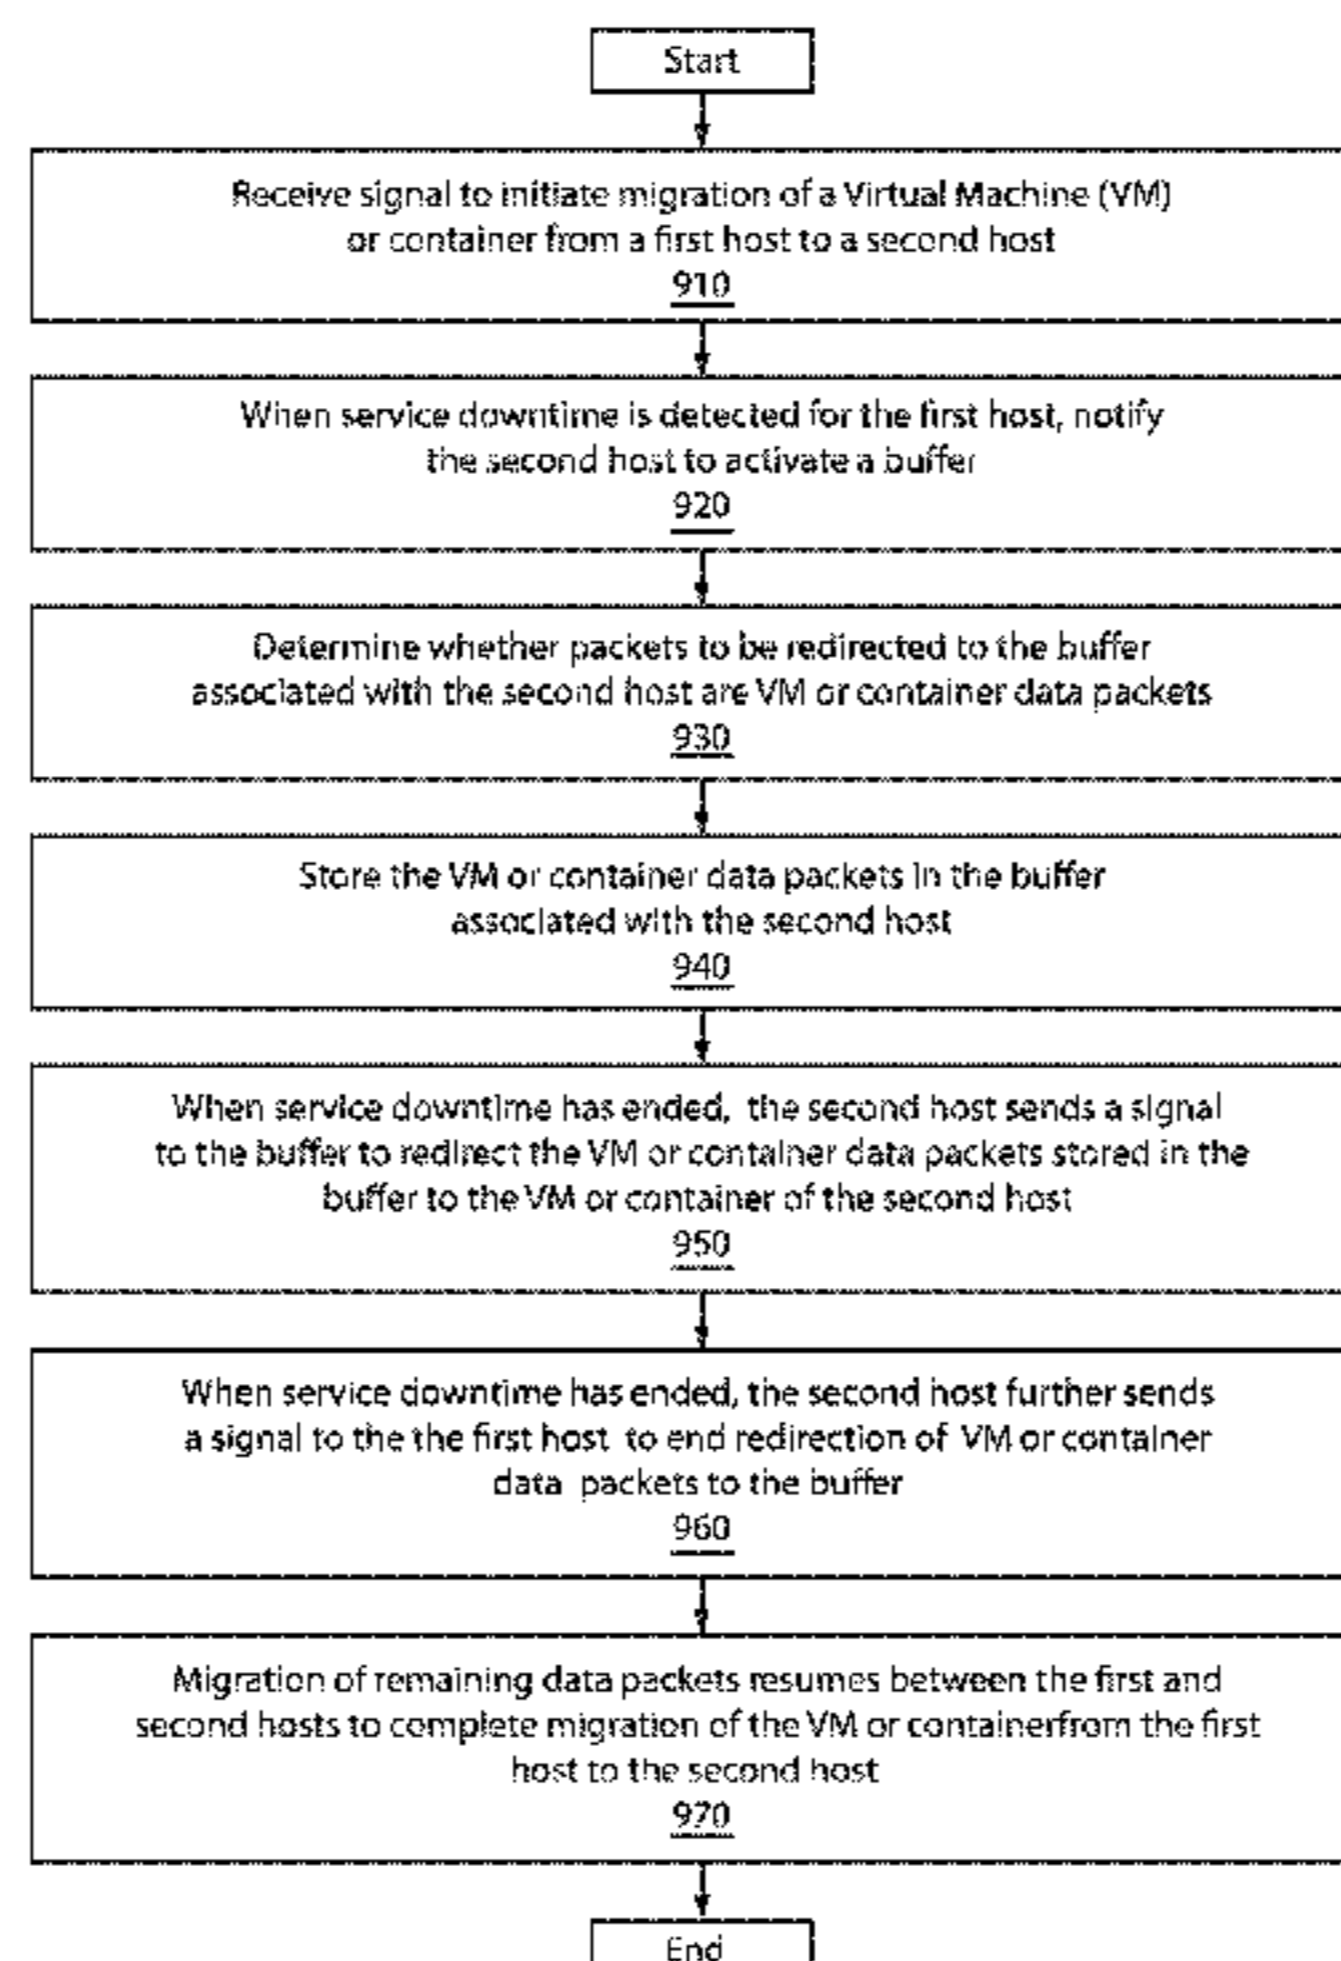 Start
Receive signal to initiate migration of a Virtual Machine (VM)
or container from a first host to a second host
910
When service downtime is detected for the first host, notify
the second host to activate a buffer
920
Determine whether packets to be redirected to the buffer
associated with the second host are VM or container data packets
930
Store the VM or container data packets in the buffer
associated with the second host
940
When service downtime has ended, the second host sends a signal
to the buffer to redirect the VM or container data packets stored in the
buffer to the VM or container of the second host
950
When service downtime has ended, the second host further sends
a signal to the the first host to end redirection of VM or container
data packets to the buffer
960
Migration of remaining data packets resumes between the first and
second hosts to complete migration of the VM or containerfrom the first
host to the second host
970
End